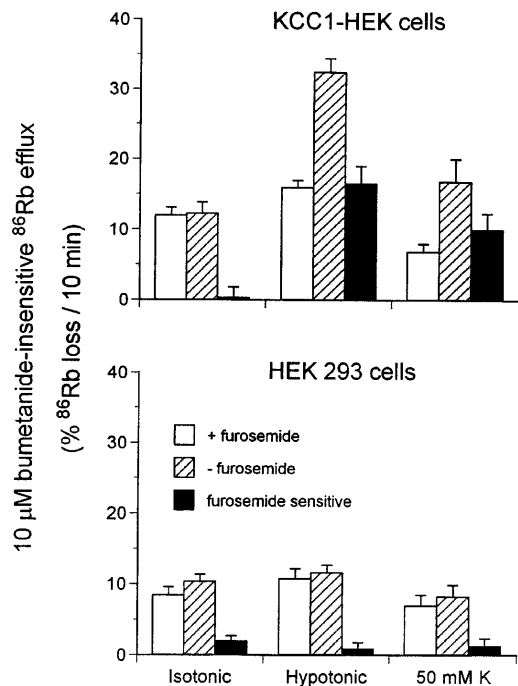 KCC1-HEK cells
40
30
20
10
0
10 μM bumetanide-insensitive ⁸⁶Rb efflux
(% ⁸⁶Rb loss / 10 min)
HEK 293 cells
40
30
20
10
0
+ furosemide
- furosemide
furosemide sensitive
Isotonic Hypotonic 50 mM K